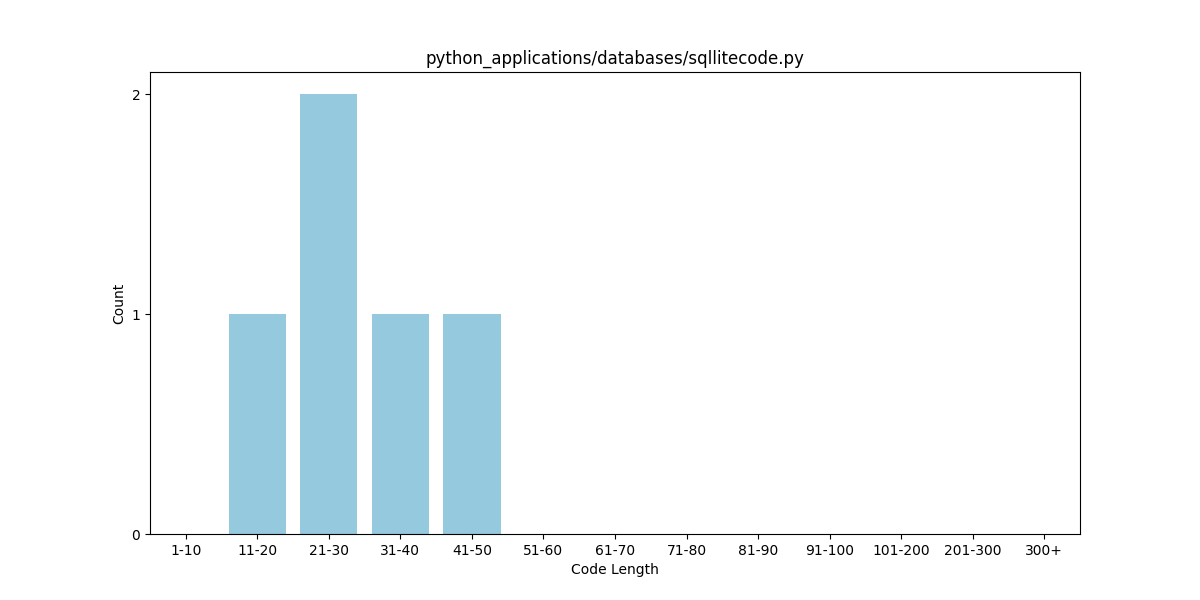 python_applications/databases/sqllitecode.py
2
1
0
Count
1-10 11-20 21-30 31-40 41-50 51-60 61-70 71-80 81-90 91-100 101-200 201-300 300+
Code Length